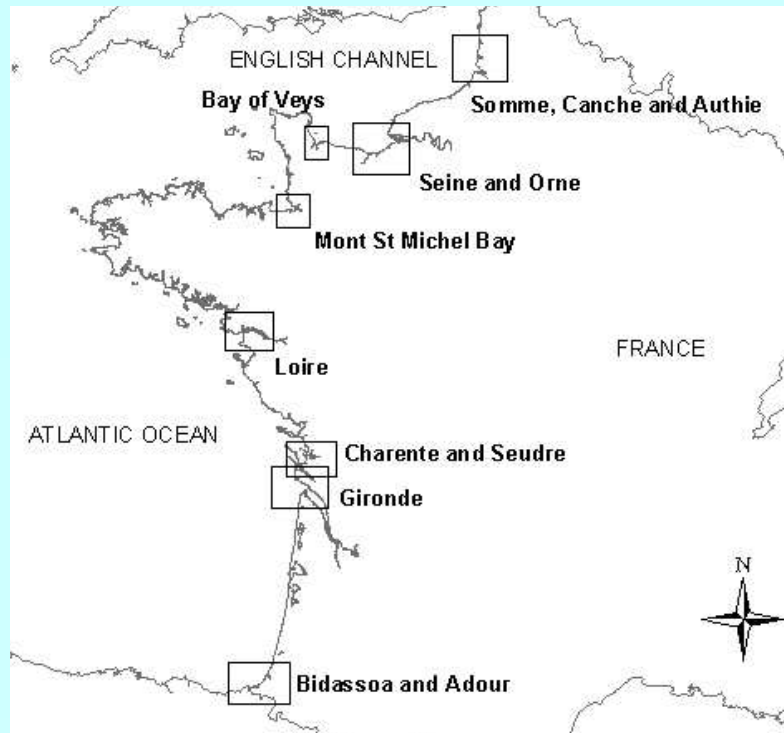 ENGLISH CHANNEL
Bay of Veys
Somme, Canche and Authie
Seine and Orne
Mont St Michel Bay
FRANCE
Loire
ATLANTIC OCEAN
Charente and Seudre
Gironde
N
Bidassoa and Adour